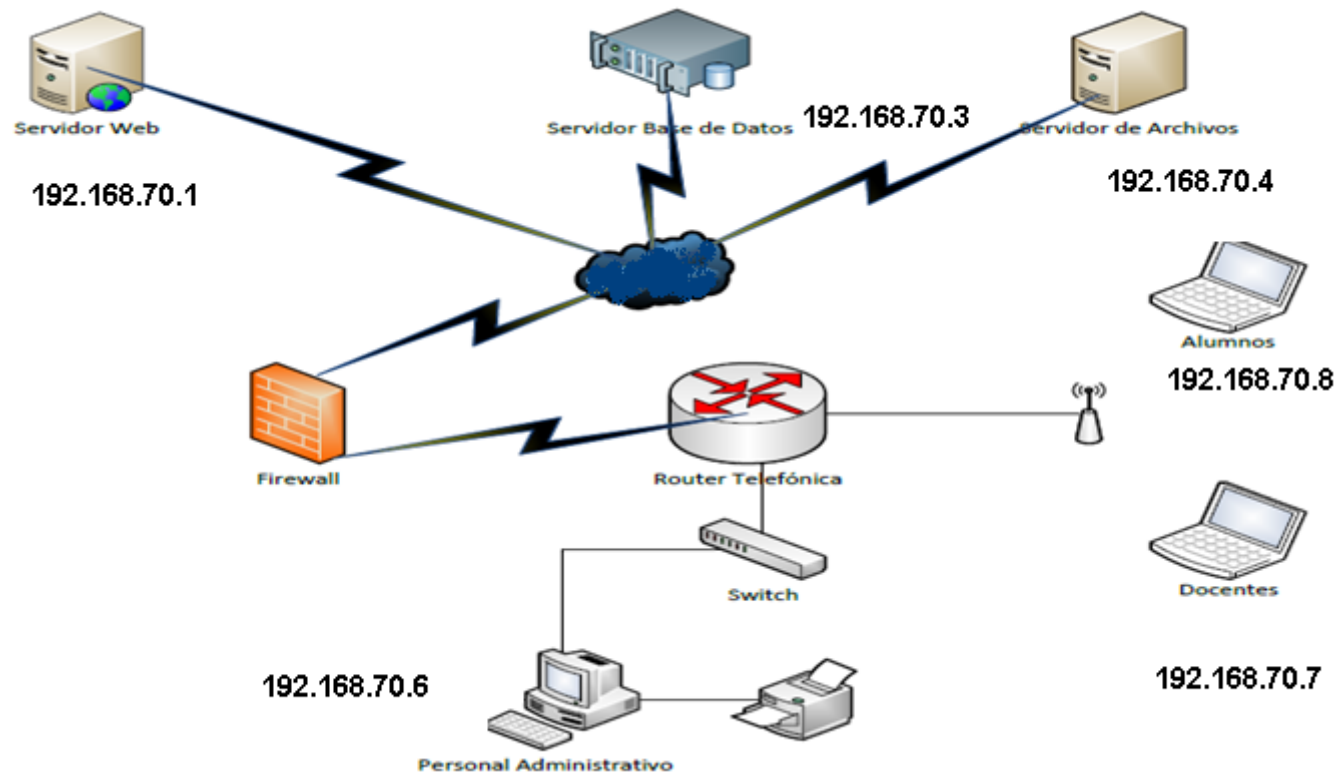 Servidor Web
Servidor Base de Datos
192.168.70.3
Servidor de Archivos
192.168.70.1
192.168.70.4
Alumnos
192.168.70.8
Firewall
Router Telefónica
Switch
Docentes
192.168.70.6
192.168.70.7
Personal Administrativo